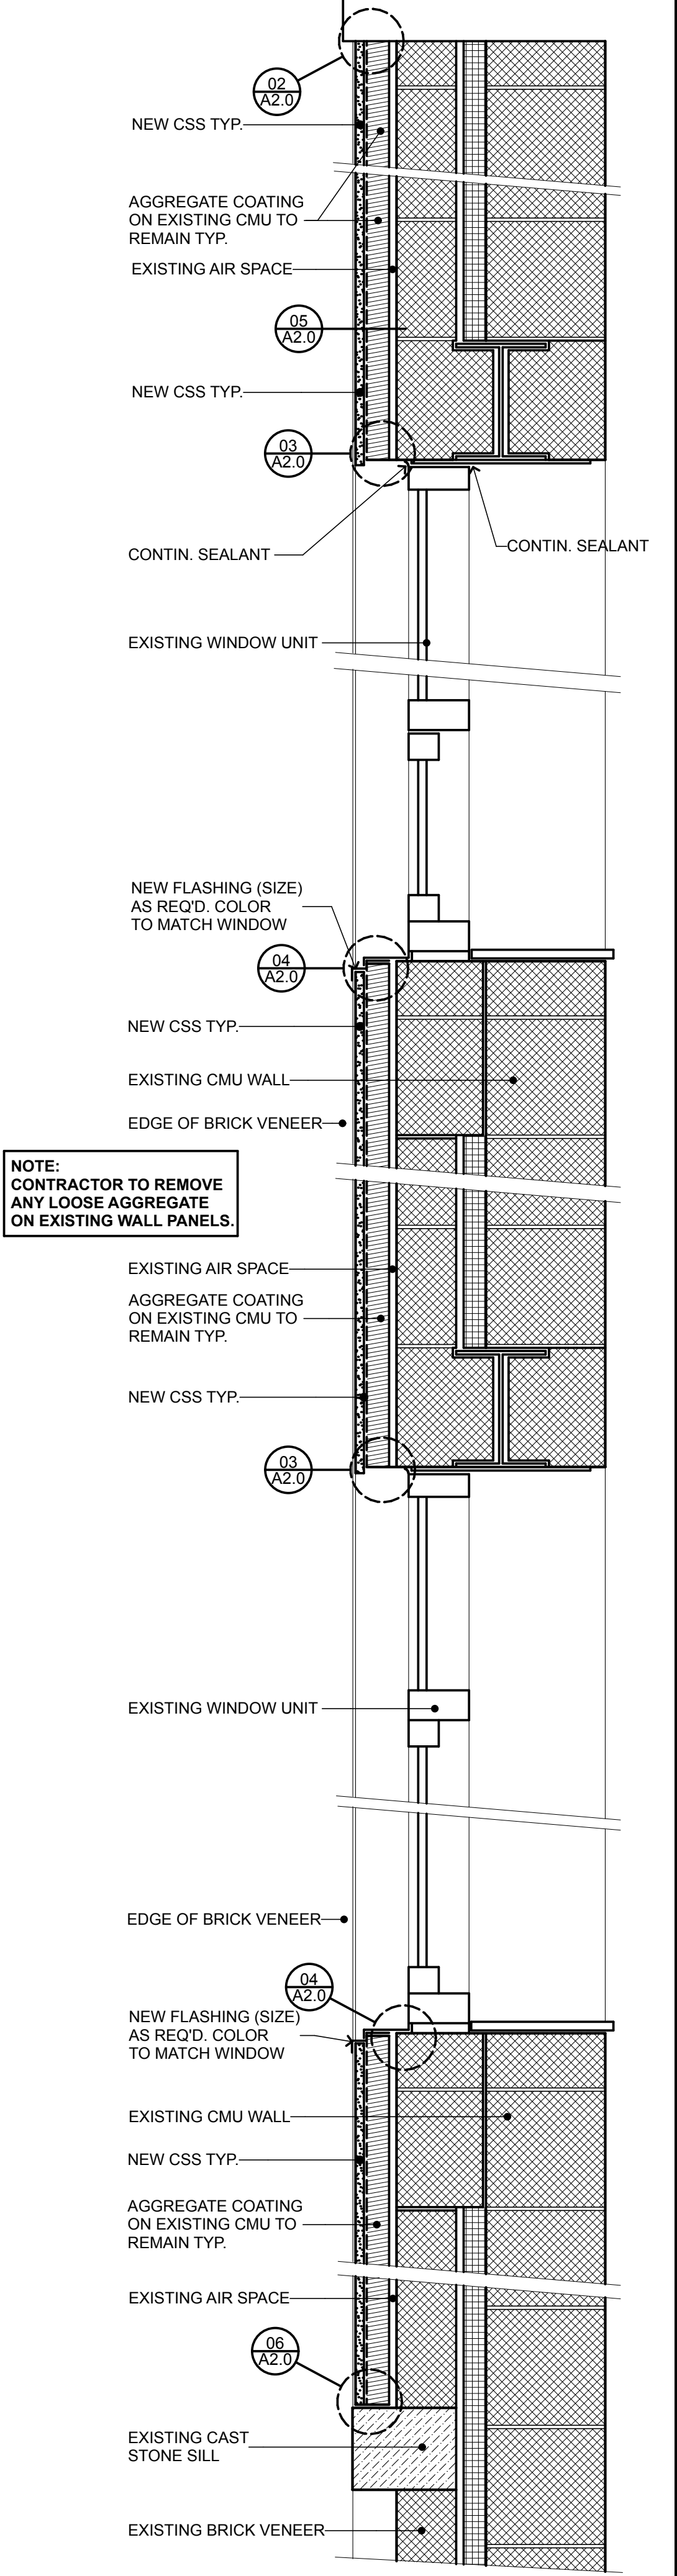 02
A2.0
NEW CSS TYP.
AGGREGATE COATING
ON EXISTING CMU TO
REMAIN TYP.
EXISTING AIR SPACE
05
A2.0
NEW CSS TYP.
03
A2.0
CONTIN. SEALANT
CONTIN. SEALANT
EXISTING WINDOW UNIT
NEW FLASHING (SIZE)
AS REQ'D. COLOR
TO MATCH WINDOW
04
A2.0
NEW CSS TYP.
EXISTING CMU WALL
EDGE OF BRICK VENEER
NOTE:
CONTRACTOR TO REMOVE
ANY LOOSE AGGREGATE
ON EXISTING WALL PANELS.
EXISTING AIR SPACE
AGGREGATE COATING
ON EXISTING CMU TO
REMAIN TYP.
NEW CSS TYP.
03
A2.0
EXISTING WINDOW UNIT
EDGE OF BRICK VENEER
04
A2.0
NEW FLASHING (SIZE)
AS REQ'D. COLOR
TO MATCH WINDOW
EXISTING CMU WALL
NEW CSS TYP.
AGGREGATE COATING
ON EXISTING CMU TO
REMAIN TYP.
EXISTING AIR SPACE
06
A2.0
EXISTING CAST
STONE SILL
EXISTING BRICK VENEER